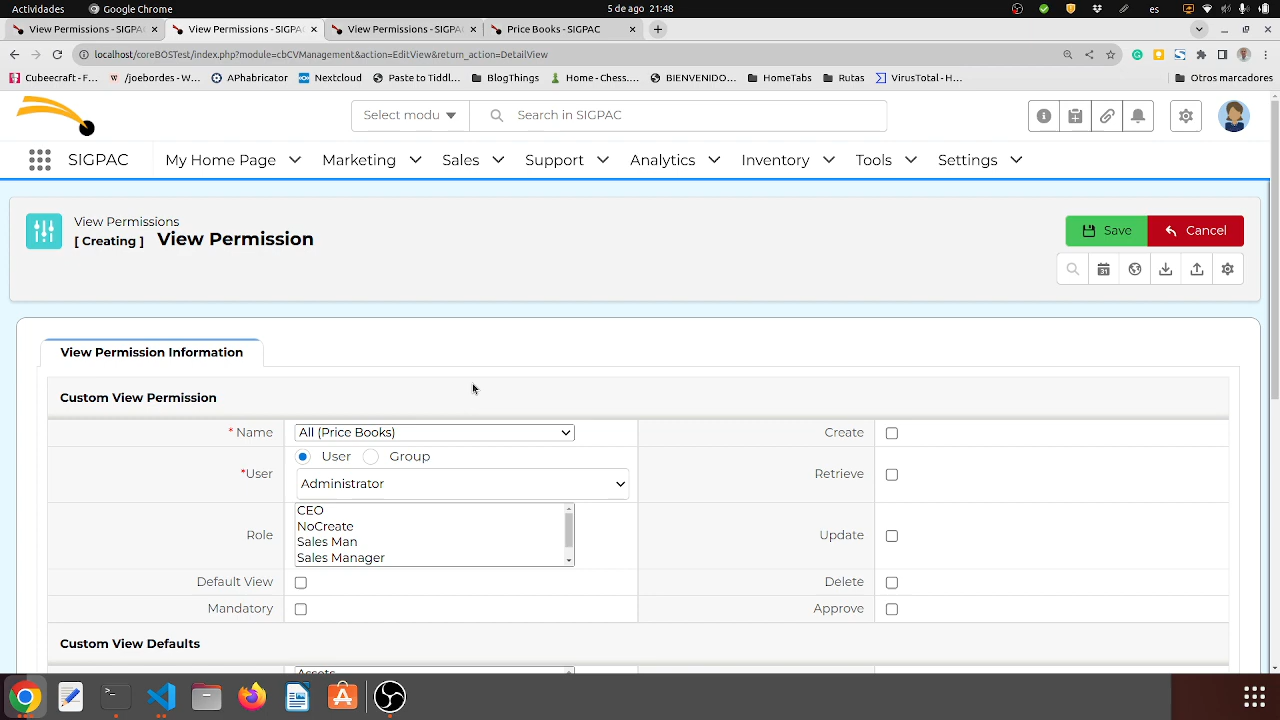 Actividades
Google Chrome
5 de ago 21:48
es
View Permissions - SIGPAC
View Permissions - SIGPAC
View Permissions - SIGPAC
Price Books - SIGPAC
localhost/coreBOSTest/index.php?module=cbCVManagement&action=EditView&return_action=DetailView
Cubecraft - F...
/joebordes - W...
APhabricator
Nextcloud
Paste to Tiddl...
BlogThings
Home - Chess....
BIENVENIDO...
HomeTabs
Rutas
VirusTotal - H...
Otros marcadores
Select modu
Search in SIGPAC
SIGPAC
My Home Page
Marketing
Sales
Support
Analytics
Inventory
Tools
Settings
View Permissions
[ Creating ] View Permission
Save
Cancel
31
View Permission Information
Custom View Permission
* Name
All (Price Books)
Create
*User
User
Group
Administrator
Retrieve
Role
CEO
NoCreate
Sales Man
Sales Manager
Update
Default View
Delete
Mandatory
Approve
Custom View Defaults
Assets